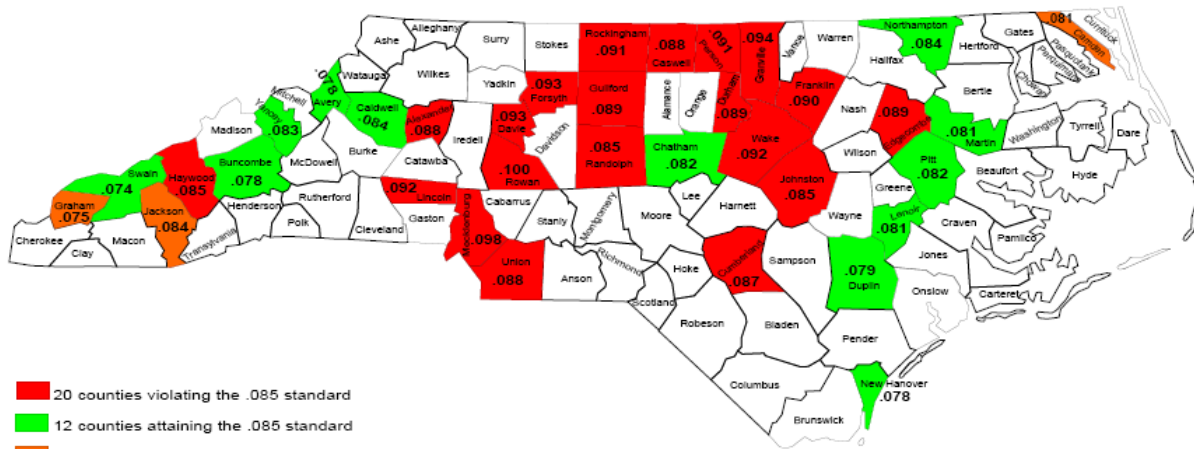 Ashe
Alleghany
Surry
Stokes
Rockingham
.091
.088
Caswell
.091
Person
.094
Granville
Vance
Warren
Northampton
.084
Gates
.081
Currituck
Camden
Pasquotank
Perquimans
Chowan
Hertford
Halifax
Bertie
Watauga
Wilkes
Yadkin
.093
Forsyth
Guilford
.089
Alamance
Orange
Durham
.089
Franklin
.090
Nash
.089
Edgecombe
.081
Martin
Washington
Tyrrell
Dare
.078
Avery
Mitchell
Yancey
.083
Caldwell
.084
Alexander
.088
Iredell
.093
Davie
Davidson
.085
Randolph
Chatham
.082
Wake
.092
Wilson
Pitt
.082
Beaufort
Hyde
Madison
Buncombe
.078
McDowell
Burke
Catawba
.100
Rowan
Johnston
.085
Greene
Swain
.074
Haywood
.085
Graham
.075
Jackson
.084
Henderson
Rutherford
Polk
Cleveland
.092
Lincoln
Gaston
Mecklenburg
.098
Cabarrus
Stanly
Montgomery
Moore
Lee
Harnett
Wayne
Lenoir
.081
Craven
Pamlico
Cherokee
Clay
Macon
Transylvania
Union
.088
Anson
Richmond
Hoke
Scotland
Cumberland
.087
Sampson
.079
Duplin
Jones
Onslow
Carteret
Robeson
Bladen
Pender
Columbus
Brunswick
New Hanover
.078
20 counties violating the .085 standard
12 counties attaining the .085 standard